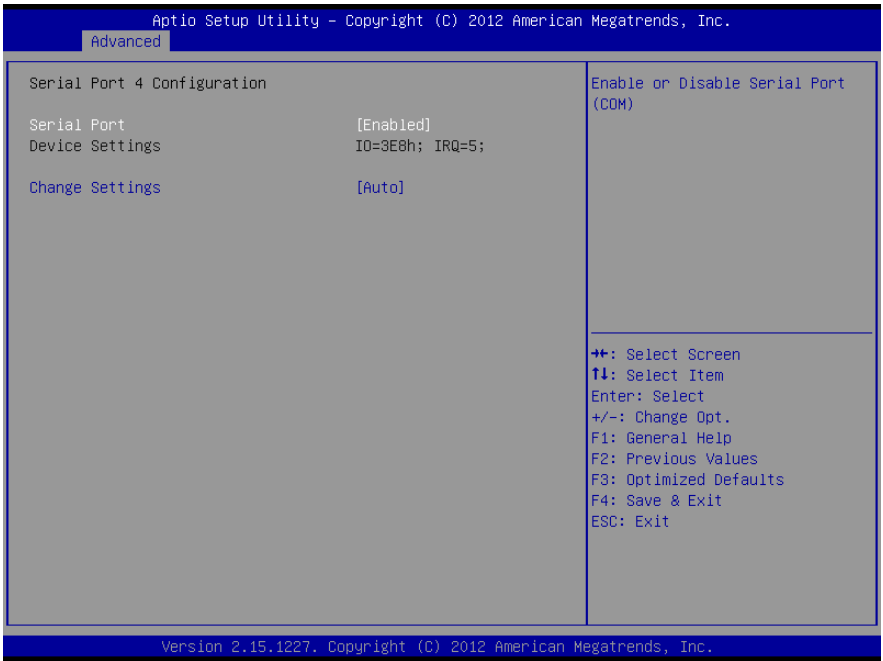 Aptio Setup Utility – Copyright (C) 2012 American Megatrends, Inc.
Advanced
Serial Port 4 Configuration
Serial Port [Enabled]
Device Settings IO=3E8h; IRQ=5;
Change Settings [Auto]
Enable or Disable Serial Port
(COM)
→←: Select Screen
↑↓: Select Item
Enter: Select
+/-: Change Opt.
F1: General Help
F2: Previous Values
F3: Optimized Defaults
F4: Save & Exit
ESC: Exit
Version 2.15.1227. Copyright (C) 2012 American Megatrends, Inc.